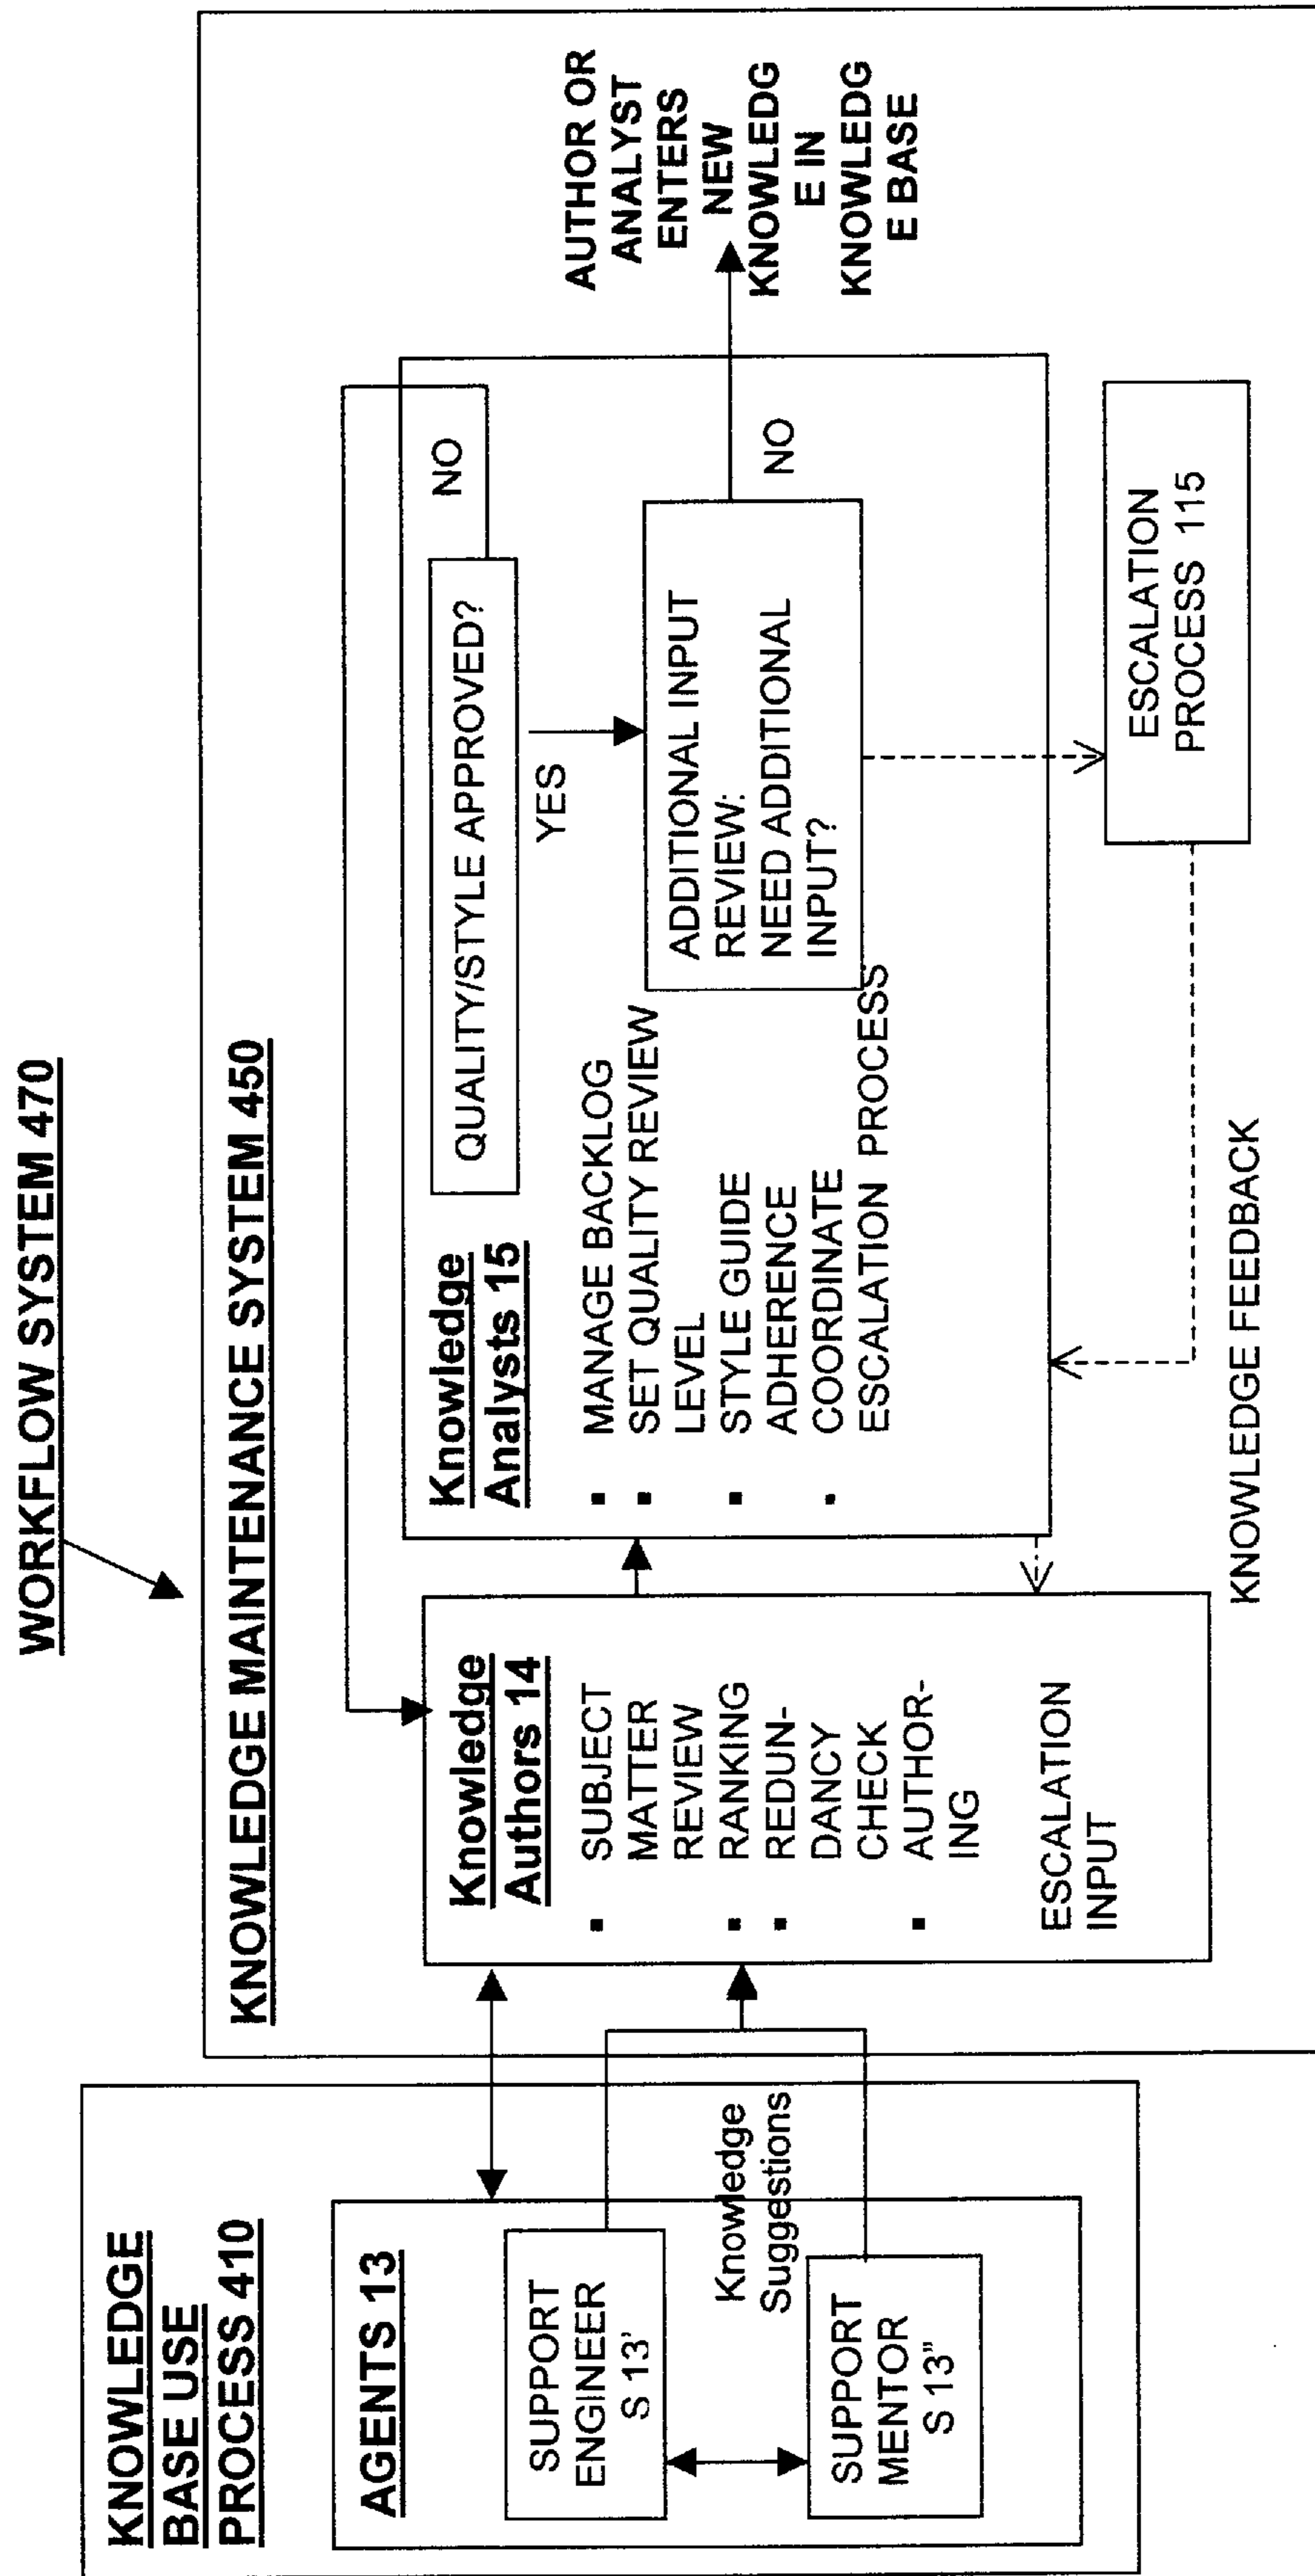 WORKFLOW SYSTEM 470
KNOWLEDGE
BASE USE
PROCESS 410
AGENTS 13
SUPPORT
ENGINEER
S 13'
SUPPORT
MENTOR
S 13"
Knowledge
Suggestions
KNOWLEDGE MAINTENANCE SYSTEM 450
Knowledge
Authors 14
▪ SUBJECT
MATTER
REVIEW
▪ RANKING
▪ REDUN-
DANCY
CHECK
▪ AUTHOR-
ING
ESCALATION
INPUT
Knowledge
Analysts 15
▪ MANAGE BACKLOG
▪ SET QUALITY REVIEW
LEVEL
▪ STYLE GUIDE
ADHERENCE
▪ COORDINATE
ESCALATION PROCESS
QUALITY/STYLE APPROVED?
NO
YES
ADDITIONAL INPUT
REVIEW:
NEED ADDITIONAL
INPUT?
NO
AUTHOR OR
ANALYST
ENTERS
NEW
KNOWLEDG
E IN
KNOWLEDG
E BASE
ESCALATION
PROCESS 115
KNOWLEDGE FEEDBACK